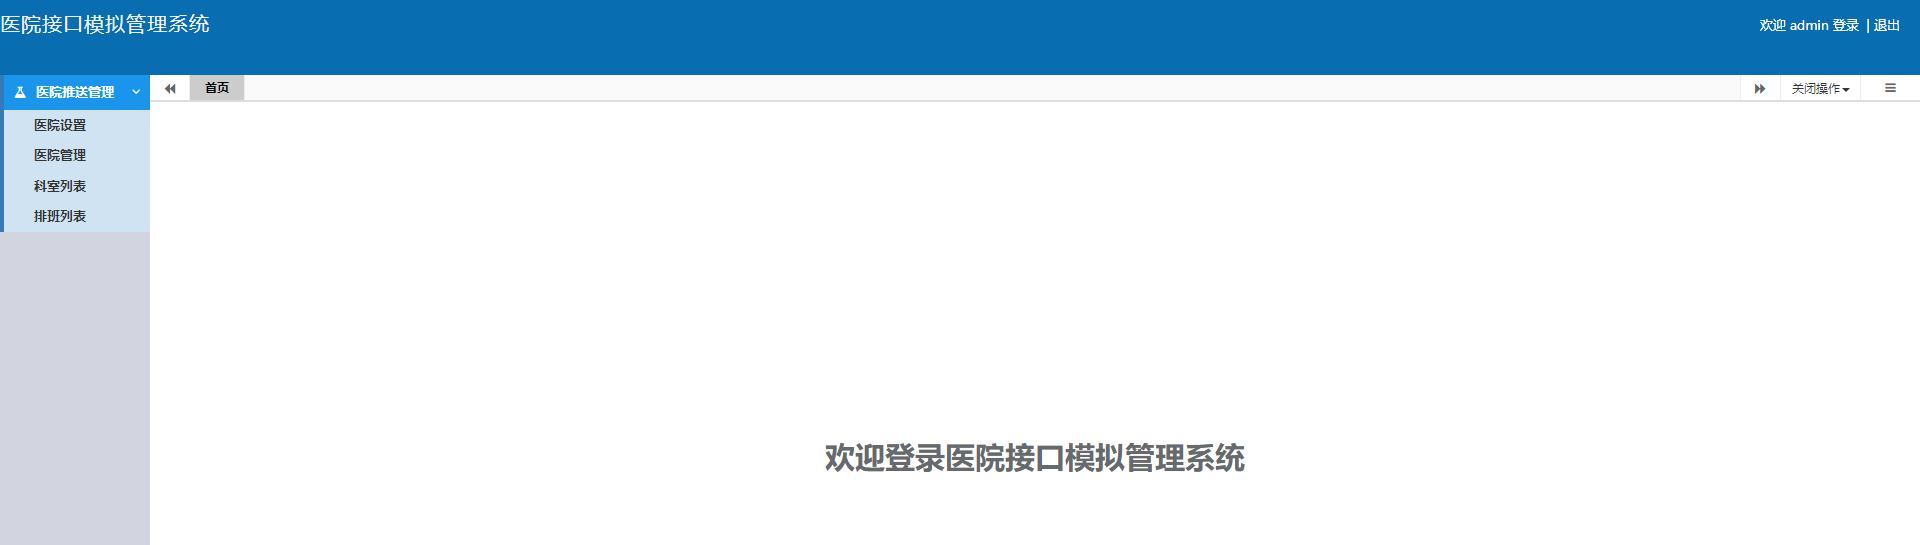 医院接口模拟管理系统
欢迎 admin 登录 | 退出
医院推送管理
首页
关闭操作
医院设置
医院管理
科室列表
排班列表
欢迎登录医院接口模拟管理系统